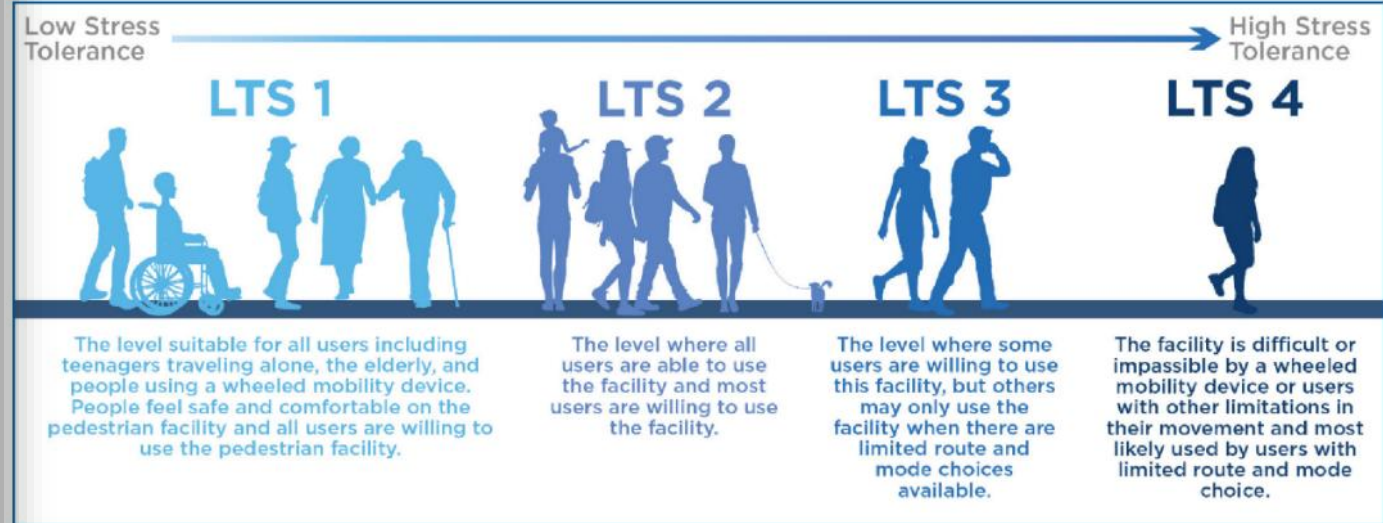 Low Stress
Tolerance
High Stress
Tolerance
LTS 1
LTS 2
LTS 3
LTS 4
The level suitable for all users including
teenagers traveling alone, the elderly, and
people using a wheeled mobility device.
People feel safe and comfortable on the
pedestrian facility and all users are willing to
use the pedestrian facility.
The level where all
users are able to use
the facility and most
users are willing to use
the facility.
The level where some
users are willing to use
this facility, but others
may only use the
facility when there are
limited route and
mode choices
available.
The facility is difficult or
impassible by a wheeled
mobility device or users
with other limitations in
their movement and most
likely used by users with
limited route and mode
choice.